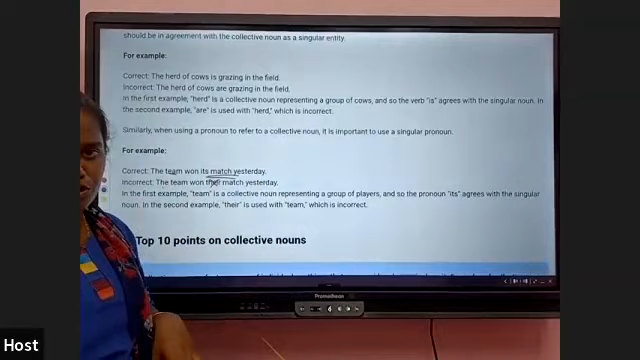 should be in agreement with the collective noun as a singular entity.
For example:
Correct: The herd of cows is grazing in the field.
Incorrect: The herd of cows are grazing in the field.
In the first example, "herd" is a collective noun representing a group of cows, and so the verb "is" agrees with the singular noun. In
the second example, "are" is used with "herd," which is incorrect.
Similarly, when using a pronoun to refer to a collective noun, it is important to use a singular pronoun.
For example:
Correct: The team won its match yesterday.
Incorrect: The team won their match yesterday.
In the first example, "team" is a collective noun representing a group of players, and so the pronoun "its" agrees with the singular
noun. In the second example, "their" is used with "team," which is incorrect.
Top 10 points on collective nouns
Promethean
Host